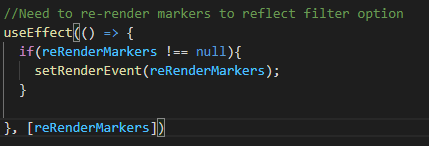 //Need to re-render markers to reflect filter option
useEffect(() => {
  if(reRenderMarkers !== null){
    setRenderEvent(reRenderMarkers);
  }

}, [reRenderMarkers])